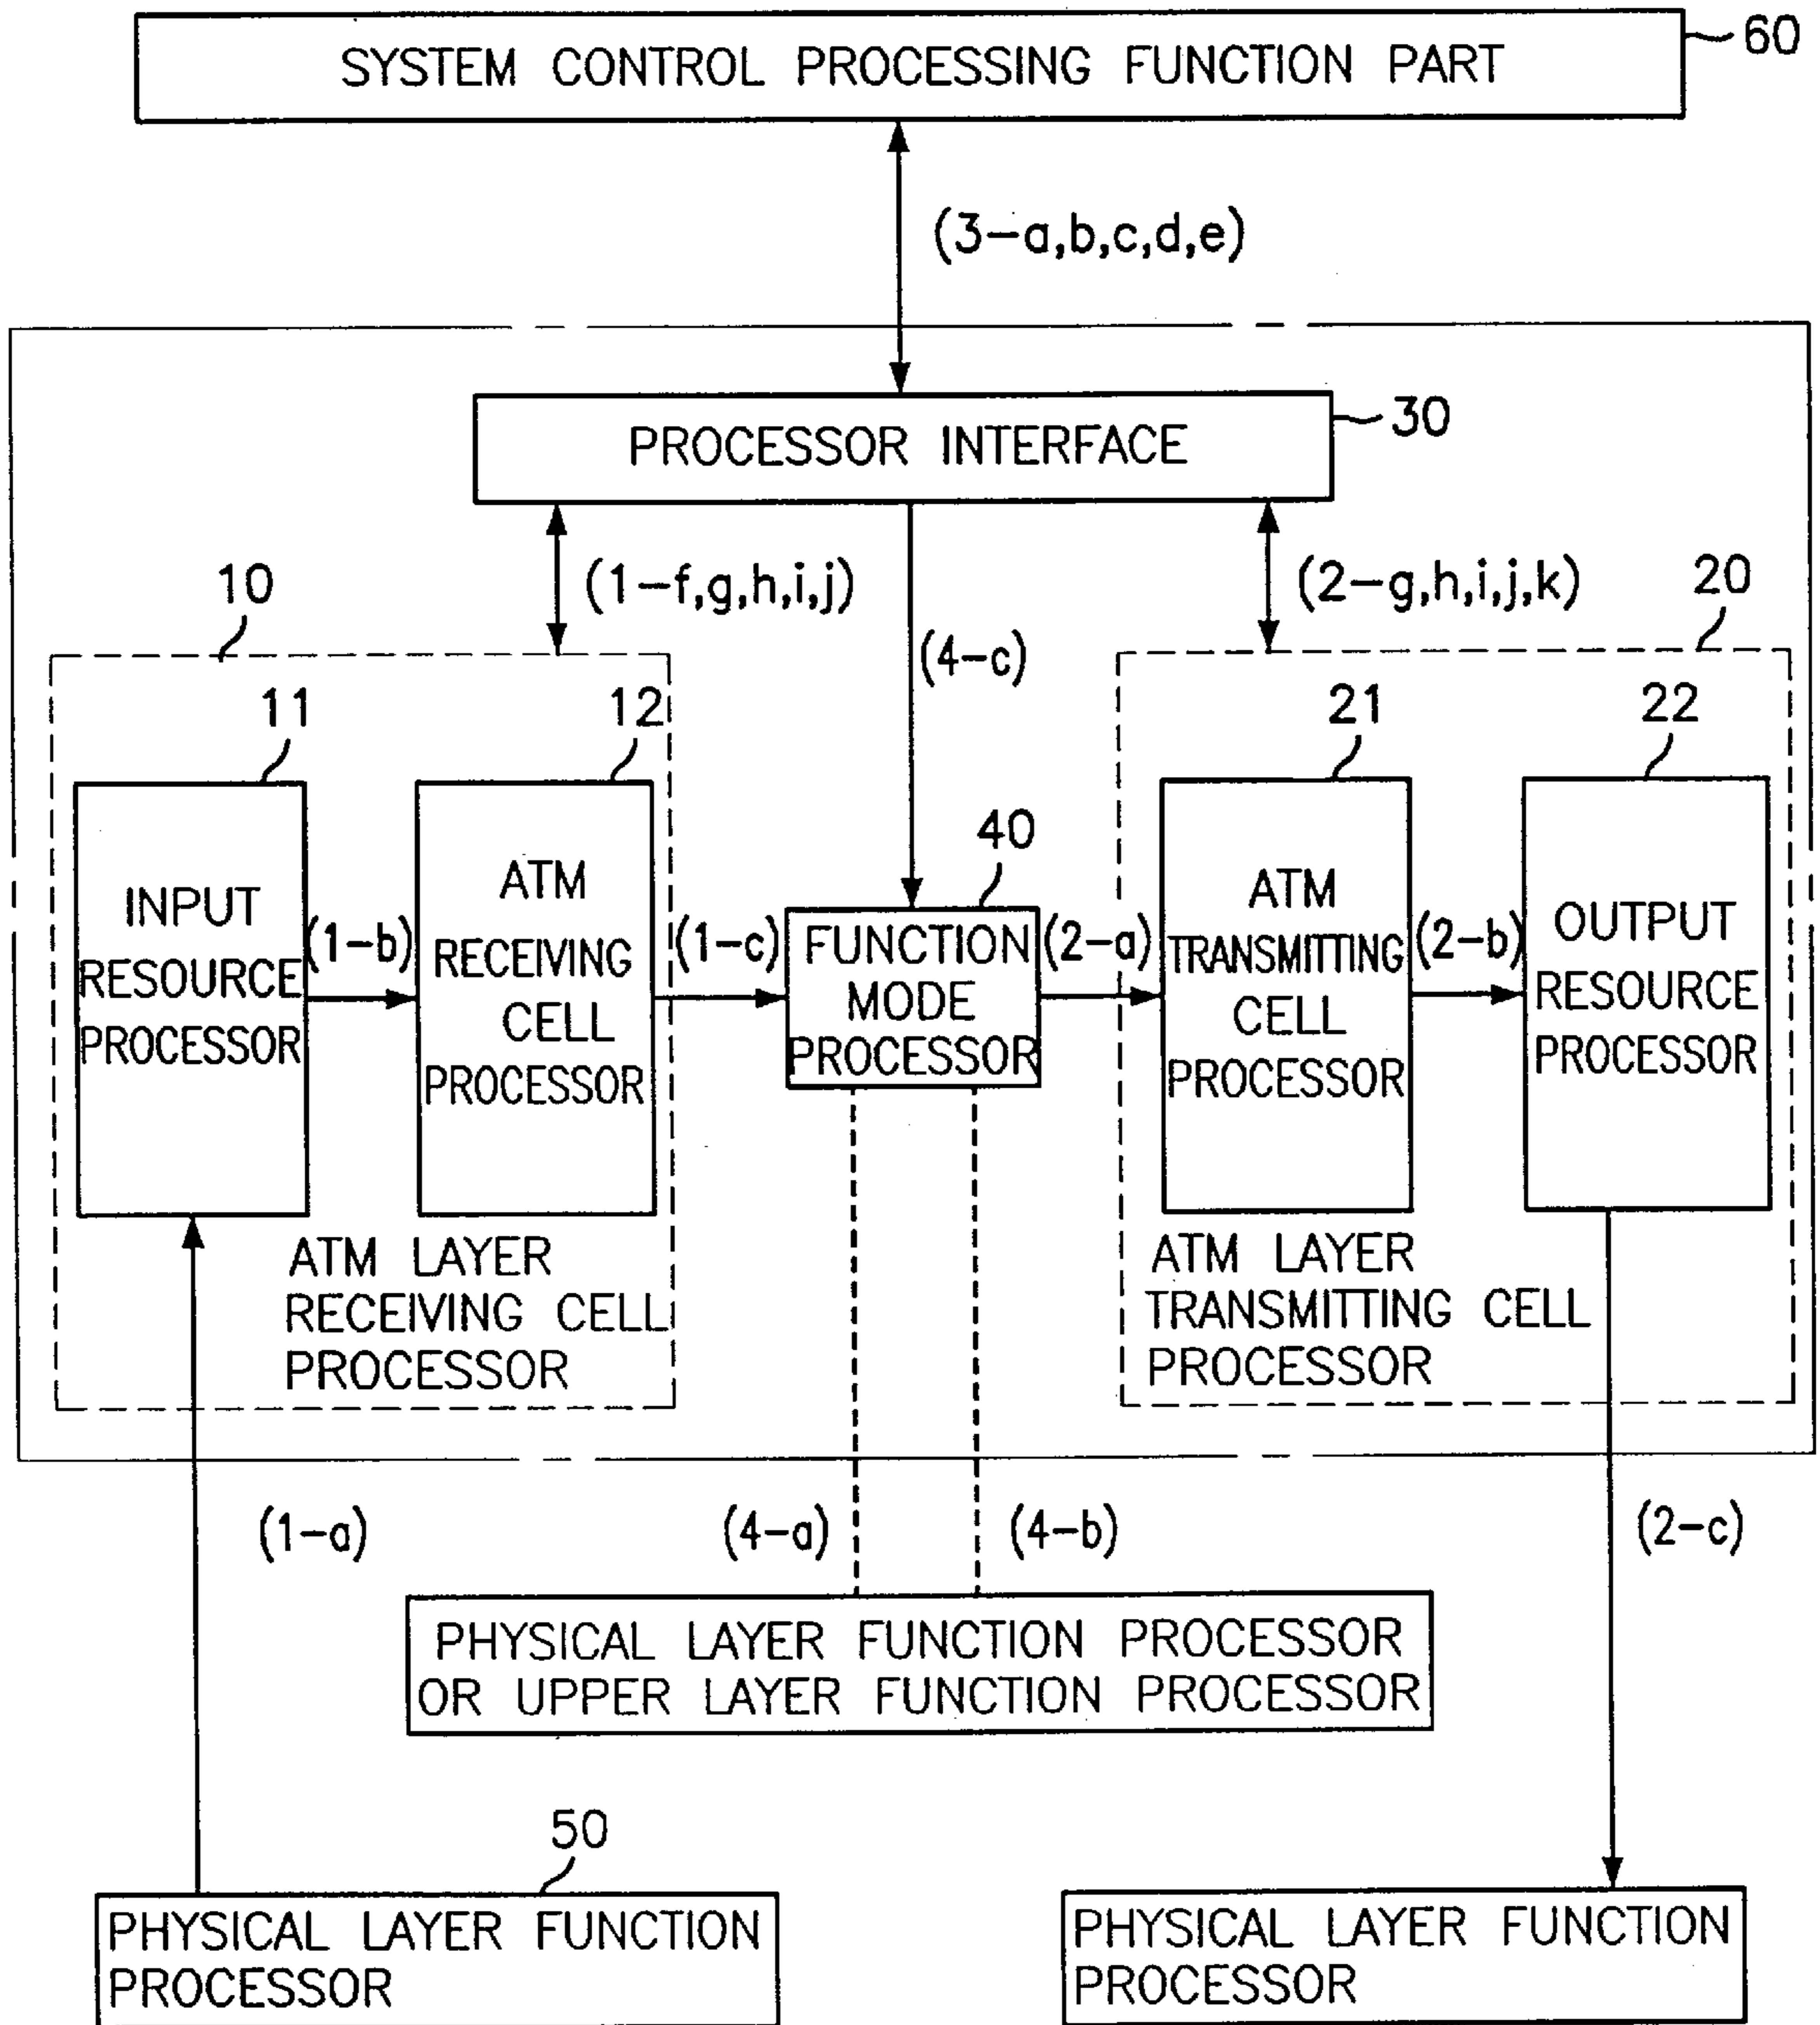 SYSTEM CONTROL PROCESSING FUNCTION PART
60
(3-a,b,c,d,e)
PROCESSOR INTERFACE
30
(1-f,g,h,i,j)
(2-g,h,i,j,k)
10
20
(4-c)
11
12
21
22
40
INPUT
RESOURCE
PROCESSOR
(1-b)
ATM
RECEIVING
CELL
PROCESSOR
(1-c)
FUNCTION
MODE
PROCESSOR
(2-a)
ATM
TRANSMITTING
CELL
PROCESSOR
(2-b)
OUTPUT
RESOURCE
PROCESSOR
ATM LAYER
RECEIVING CELL
PROCESSOR
ATM LAYER
TRANSMITTING CELL
PROCESSOR
(1-a)
(4-a)
(4-b)
(2-c)
PHYSICAL LAYER FUNCTION PROCESSOR
OR UPPER LAYER FUNCTION PROCESSOR
50
PHYSICAL LAYER FUNCTION
PROCESSOR
PHYSICAL LAYER FUNCTION
PROCESSOR